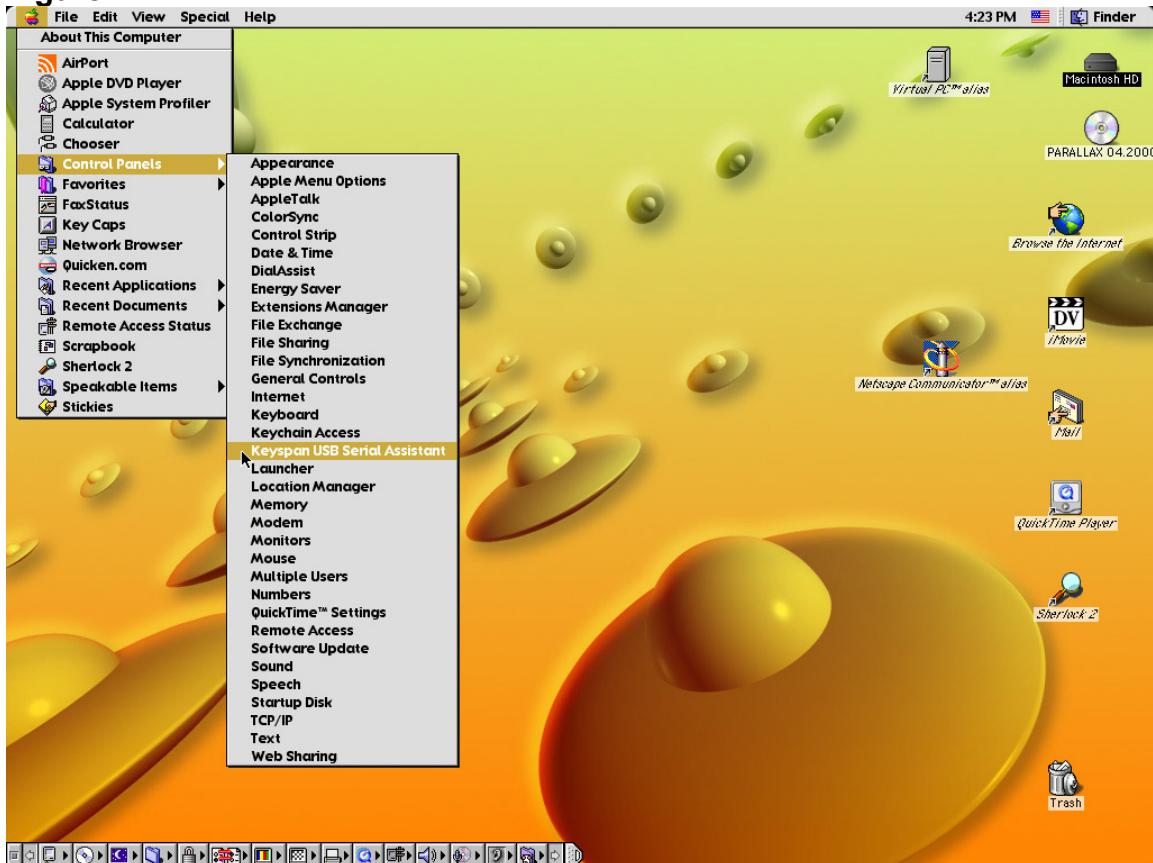 File Edit View Special Help 4:23 PM Finder
About This Computer
AirPort
Apple DVD Player
Apple System Profiler
Calculator
Chooser
Control Panels
Favorites
FaxStatus
Key Caps
Network Browser
Quicken.com
Recent Applications
Recent Documents
Remote Access Status
Scrapbook
Sherlock 2
Speakable Items
Stickies
Appearance
Apple Menu Options
AppleTalk
ColorSync
Control Strip
Date & Time
DialAssist
Energy Saver
Extensions Manager
File Exchange
File Sharing
File Synchronization
General Controls
Internet
Keyboard
Keychain Access
Keyspan USB Serial Assistant
Launcher
Location Manager
Memory
Modem
Monitors
Mouse
Multiple Users
Numbers
QuickTime™ Settings
Remote Access
Software Update
Sound
Speech
Startup Disk
TCP/IP
Text
Web Sharing
Virtual PC™ alias
Macintosh HD
PARALLAX 04.2000
Browse the Internet
DV
iMovie
Netscape Communicator™ alias
Mail
QuickTime Player
Sherlock 2
Trash